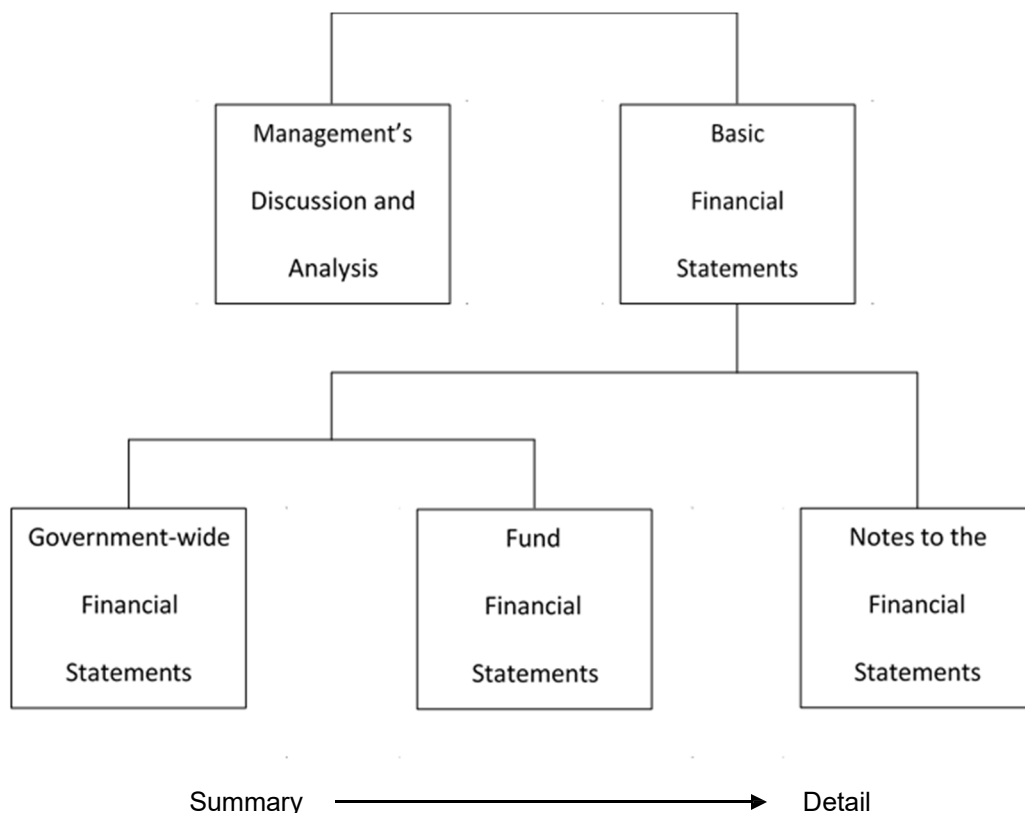 Management’s
Discussion and
Analysis
Basic
Financial
Statements
Government-wide
Financial
Statements
Fund
Financial
Statements
Notes to the
Financial
Statements
Summary
Detail